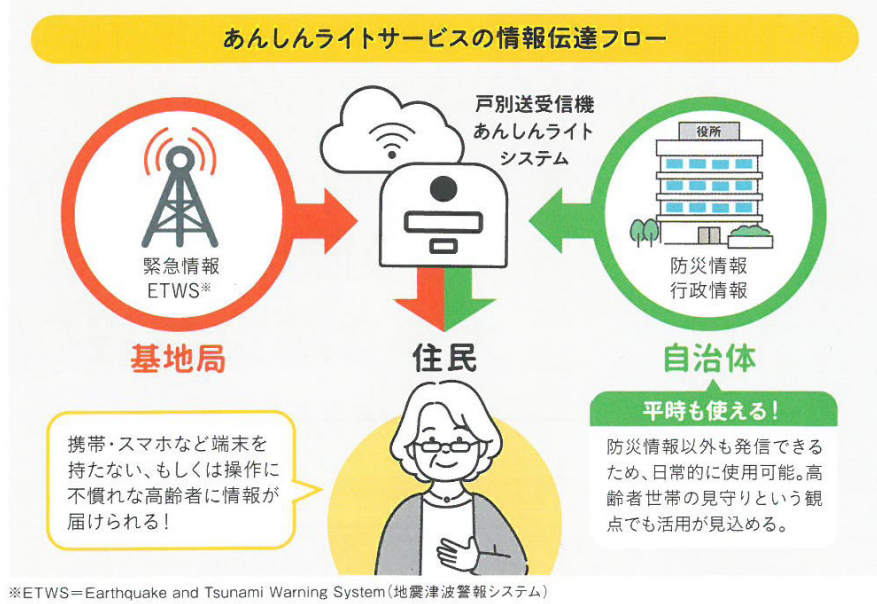 あんしんライトサービスの情報伝達フロー
戸別送受信機
あんしんライト
システム
緊急情報
ETWS※
基地局
役所
防災情報
行政情報
自治体
住民
携帯・スマホなど端末を
持たない、もしくは操作に
不慣れな高齢者に情報が
届けられる!
平時も使える!
防災情報以外も発信できる
ため、日常的に使用可能。高
齢者世帯の見守りという観
点でも活用が見込める。
※ETWS=Earthquake and Tsunami Warning System(地震津波警報システム)